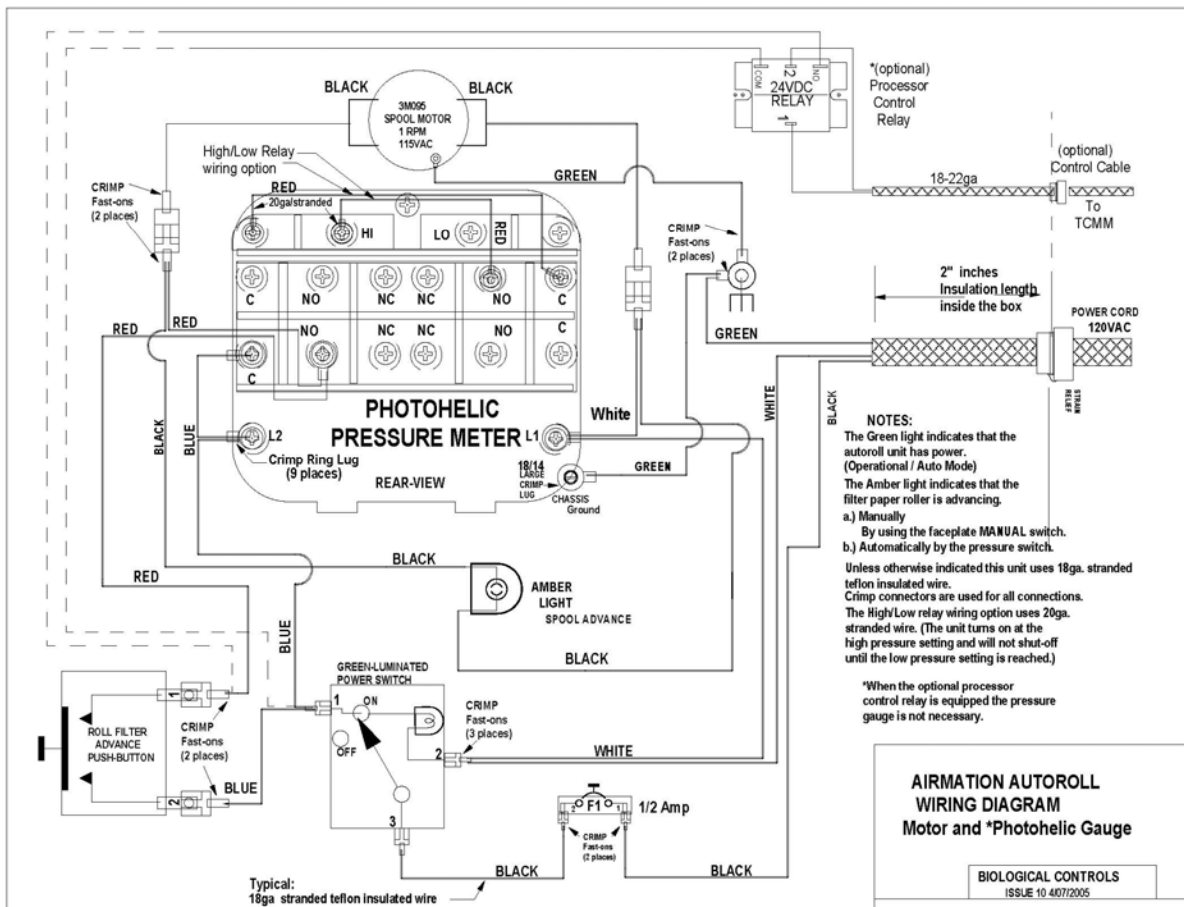 BLACK
BLACK
3M095
SPOOL MOTOR
1 RPM
115VAC
COM
2
NO
24VDC
RELAY
1
*(optional)
Processor
Control
Relay
(optional)
Control Cable
18-22ga
To
TCMM
High/Low Relay
wiring option
GREEN
CRIMP
Fast-ons
(2 places)
RED
20ga/stranded
HI
LO
RED
CRIMP
Fast-ons
(2 places)
2" inches
Insulation length
inside the box
POWER CORD
120VAC
C
NO
NC
NC
NO
C
RED
RED
NO
NC
NC
NO
C
C
GREEN
STRAIN
RELIEF
PHOTOHELIC
PRESSURE METER
L2
L1
White
WHITE
BLACK
BLACK
BLUE
Crimp Ring Lug
(9 places)
REAR-VIEW
18/14
LARGE
CRIMP
LUG
CHASSIS
Ground
GREEN
NOTES:
The Green light indicates that the
autoroll unit has power.
(Operational / Auto Mode)
The Amber light indicates that the
filter paper roller is advancing.
a.) Manually
By using the faceplate MANUAL switch.
b.) Automatically by the pressure switch.
Unless otherwise indicated this unit uses 18ga. stranded
teflon insulated wire.
Crimp connectors are used for all connections.
The High/Low relay wiring option uses 20ga.
stranded wire. (The unit turns on at the
high pressure setting and will not shut-off
until the low pressure setting is reached.)
*When the optional processor
control relay is equipped the pressure
gauge is not necessary.
BLACK
RED
AMBER
LIGHT
SPOOL ADVANCE
BLUE
BLACK
GREEN-LUMINATED
POWER SWITCH
1
ON
OFF
2
3
CRIMP
Fast-ons
(3 places)
WHITE
1
ROLL FILTER
ADVANCE
PUSH-BUTTON
2
CRIMP
Fast-ons
(2 places)
BLUE
2
F1
1
1/2 Amp
CRIMP
Fast-ons
(2 places)
BLACK
BLACK
Typical:
18ga stranded teflon insulated wire
AIRMATION AUTOROLL
WIRING DIAGRAM
Motor and *Photohelic Gauge
BIOLOGICAL CONTROLS
ISSUE 10 4/07/2005